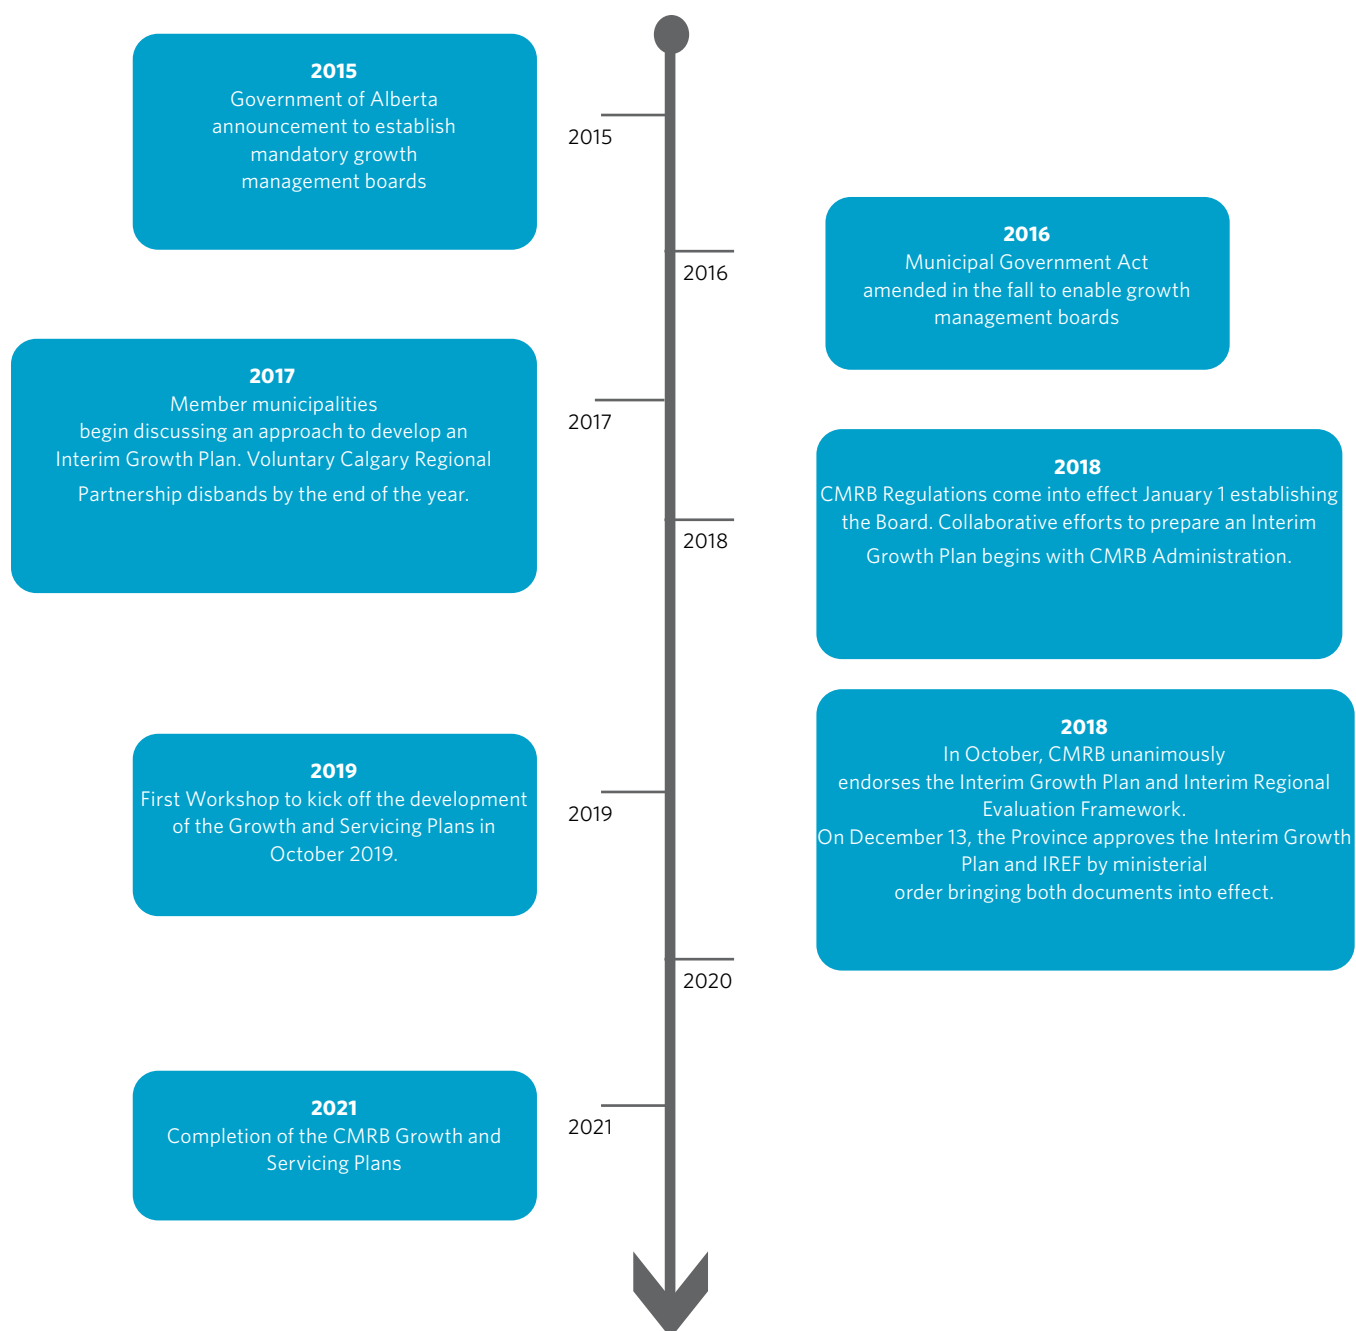 2015
Government of Alberta
announcement to establish
mandatory growth
management boards
2015
2016
Municipal Government Act
amended in the fall to enable growth
management boards
2016
2017
Member municipalities
begin discussing an approach to develop an
Interim Growth Plan. Voluntary Calgary Regional
Partnership disbands by the end of the year.
2017
2018
CMRB Regulations come into effect January 1 establishing
the Board. Collaborative efforts to prepare an Interim
Growth Plan begins with CMRB Administration.
2018
2018
In October, CMRB unanimously
endorses the Interim Growth Plan and Interim Regional
Evaluation Framework.
On December 13, the Province approves the Interim Growth
Plan and IREF by ministerial
order bringing both documents into effect.
2019
First Workshop to kick off the development
of the Growth and Servicing Plans in
October 2019.
2019
2020
2021
Completion of the CMRB Growth and
Servicing Plans
2021